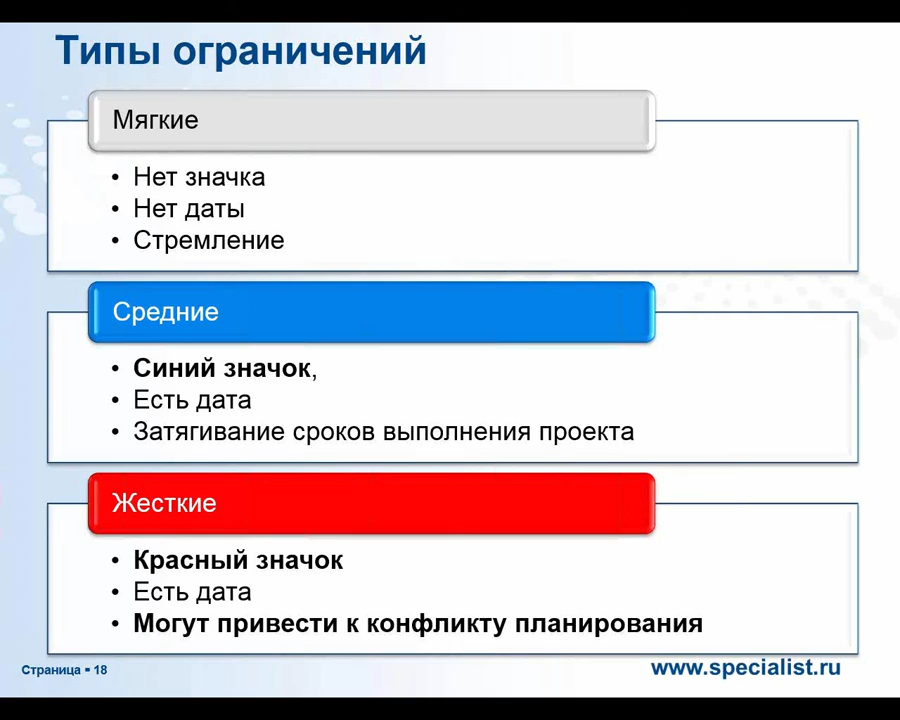 Типы ограничений
Мягкие
• Нет значка
• Нет даты
• Стремление
Средние
• Синий значок,
• Есть дата
• Затягивание сроков выполнения проекта
Жесткие
• Красный значок
• Есть дата
• Могут привести к конфликту планирования
Страница ▪ 18
www.specialist.ru